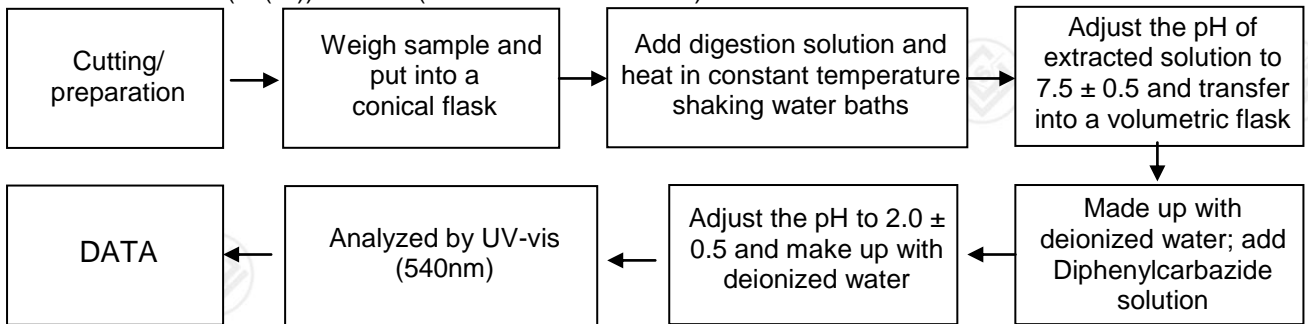 Cutting/
preparation
Weigh sample and
put into a
conical flask
Add digestion solution and
heat in constant temperature
shaking water baths
Adjust the pH of
extracted solution to
7.5 ± 0.5 and transfer
into a volumetric flask
Made up with
deionized water; add
Diphenylcarbazide
solution
Adjust the pH to 2.0 ±
0.5 and make up with
deionized water
Analyzed by UV-vis
(540nm)
DATA